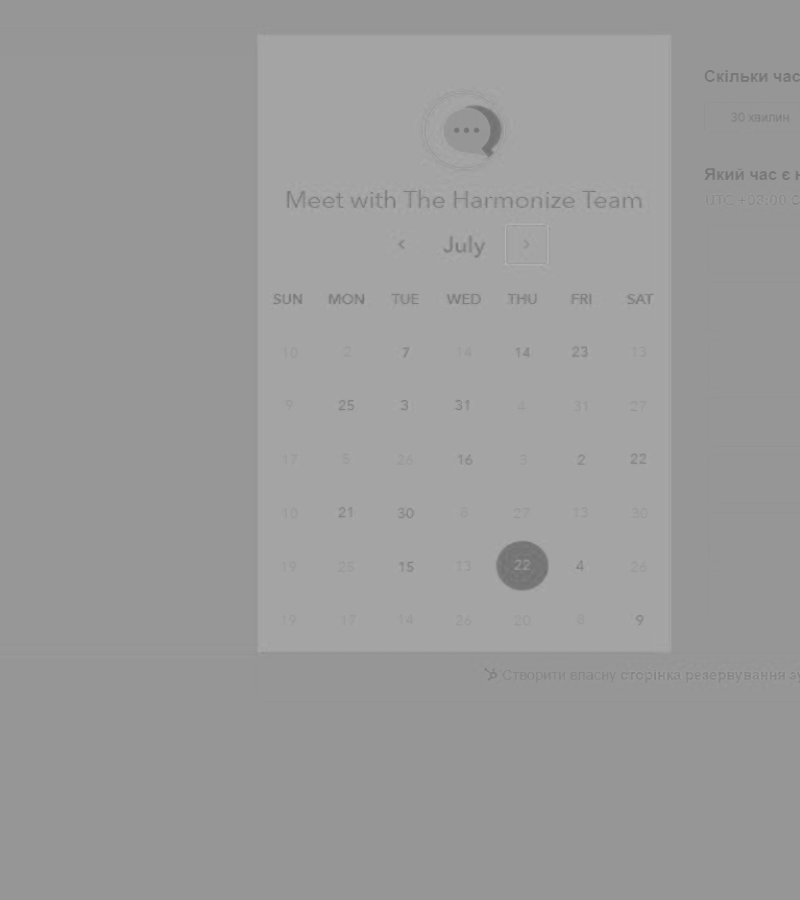 Meet with The Harmonize Team
July
SUN MON TUE WED THU FRI SAT
10 2 7 14 14 23 13
9 25 3 31 4 31 27
17 5 26 16 3 2 22
10 21 30 8 27 13 30
19 25 15 13 22 4 26
19 17 14 26 20 8 9
Скільки час
30 хвилин
Який час є н
UTC +03:00 С
Створити власну сторінка резервування ау